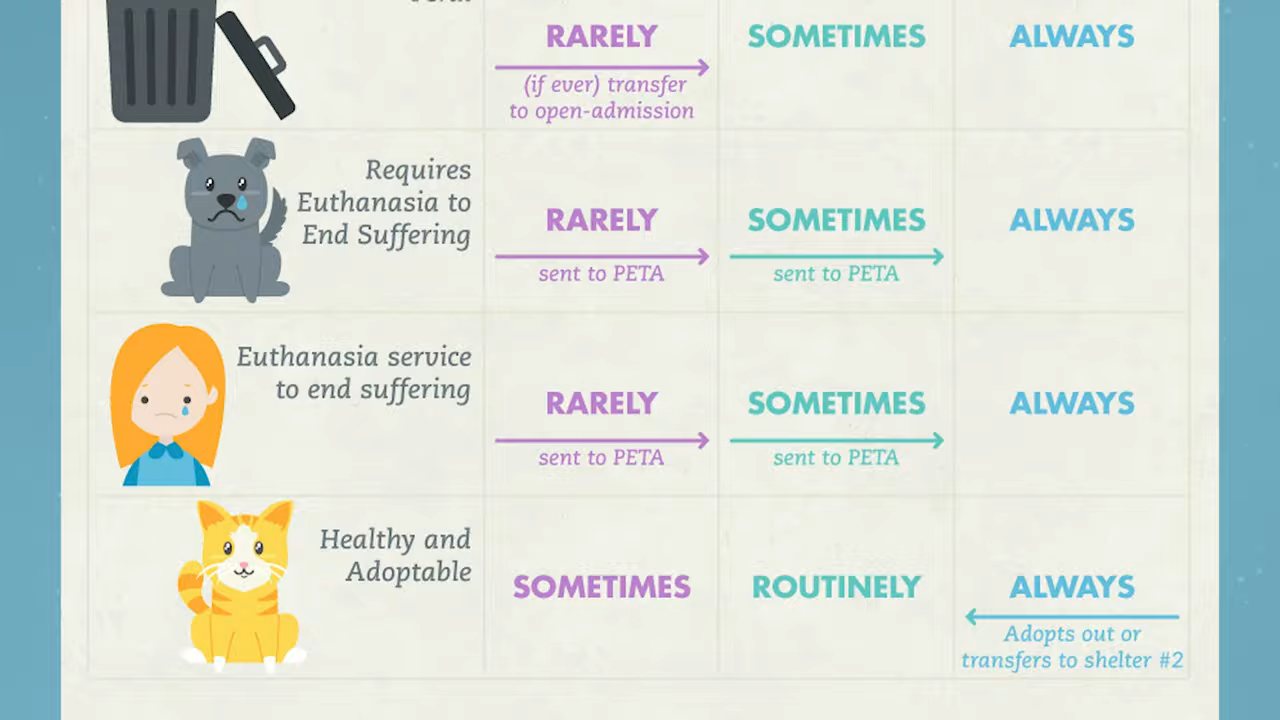 RARELY
SOMETIMES
ALWAYS
(if ever) transfer
to open-admission
Requires
Euthanasia to
End Suffering
RARELY
SOMETIMES
ALWAYS
sent to PETA
sent to PETA
Euthanasia service
to end suffering
RARELY
SOMETIMES
ALWAYS
sent to PETA
sent to PETA
Healthy and
Adoptable
SOMETIMES
ROUTINELY
ALWAYS
Adopts out or
transfers to shelter #2